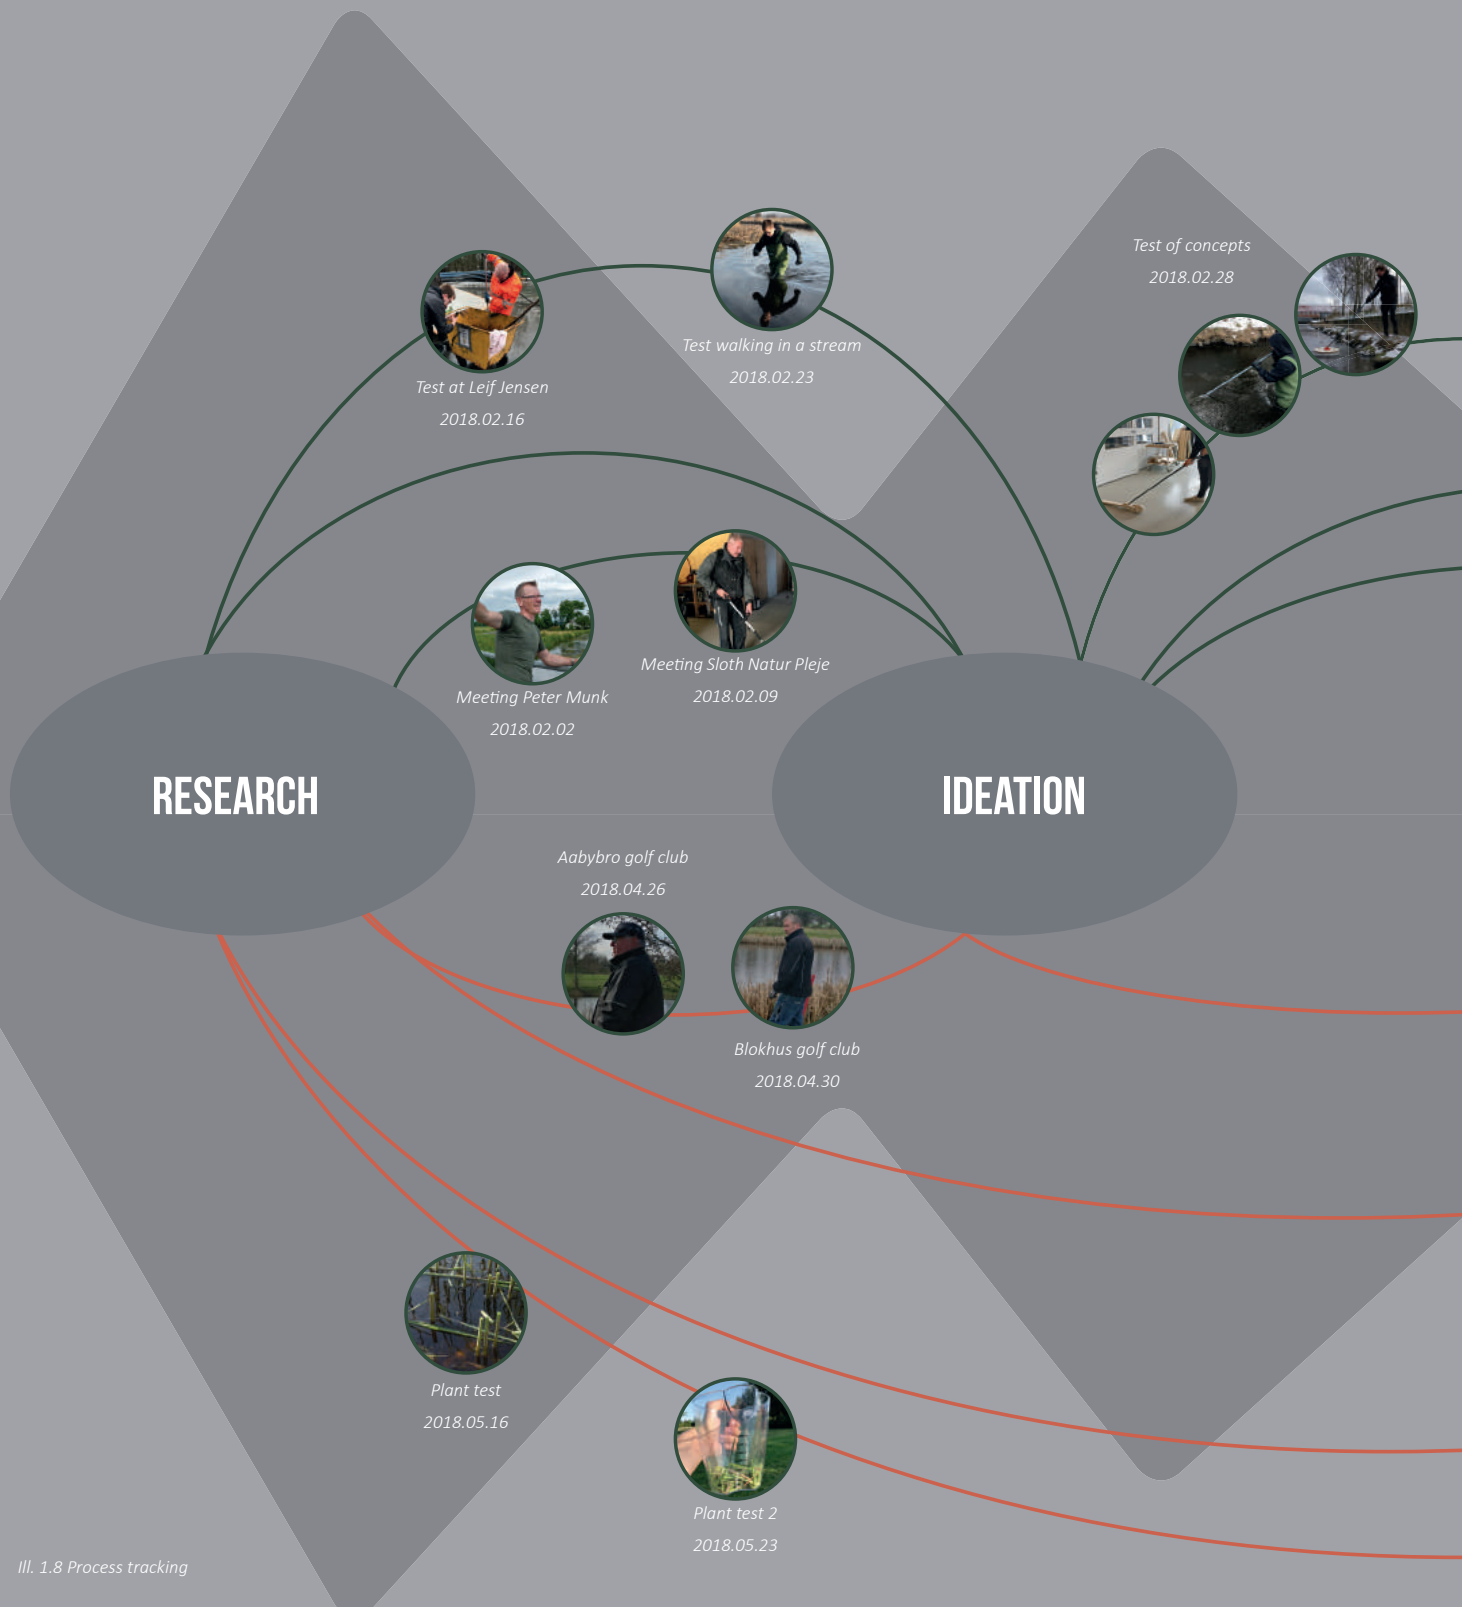 Test of concepts
2018.02.28
Test walking in a stream
2018.02.23
Test at Leif Jensen
2018.02.16
Meeting Sloth Natur Pleje
2018.02.09
Meeting Peter Munk
2018.02.02
RESEARCH
IDEATION
Aabybro golf club
2018.04.26
Blokhus golf club
2018.04.30
Plant test
2018.05.16
Plant test 2
2018.05.23
Ill. 1.8 Process tracking